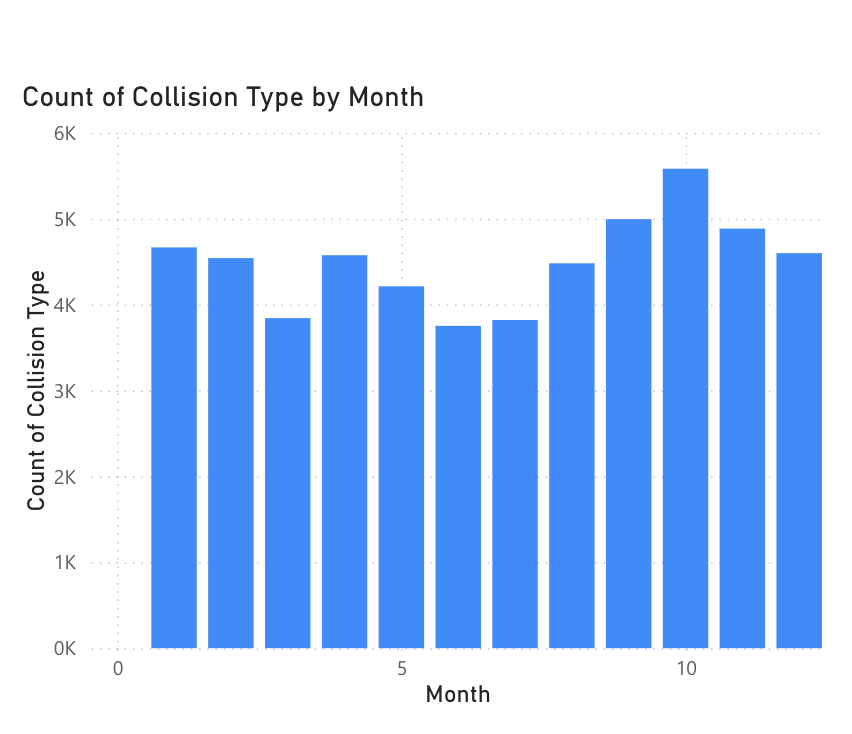 Count of Collision Type by Month
Count of Collision Type
6K
5K
4K
3K
2K
1K
0K
0 5 10
Month